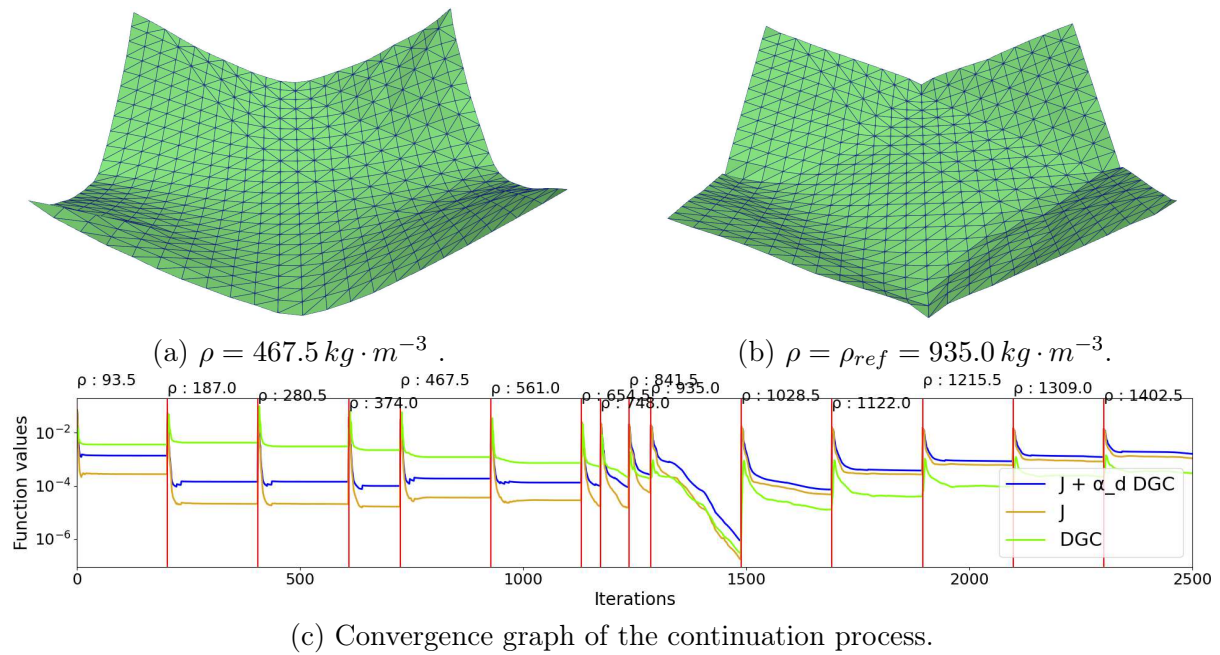 (a) ρ = 467.5 kg · m⁻³ .
(b) ρ = ρ_ref = 935.0 kg · m⁻³.
ρ : 93.5
ρ : 187.0
ρ : 280.5
ρ : 374.0
ρ : 467.5
ρ : 561.0
ρ : 654.5
ρ : 748.0
ρ : 841.5
ρ : 935.0
ρ : 1028.5
ρ : 1122.0
ρ : 1215.5
ρ : 1309.0
ρ : 1402.5
Function values
10⁻²
10⁻⁴
10⁻⁶
J + α_d DGC
J
DGC
0
500
1000
1500
2000
2500
Iterations
(c) Convergence graph of the continuation process.